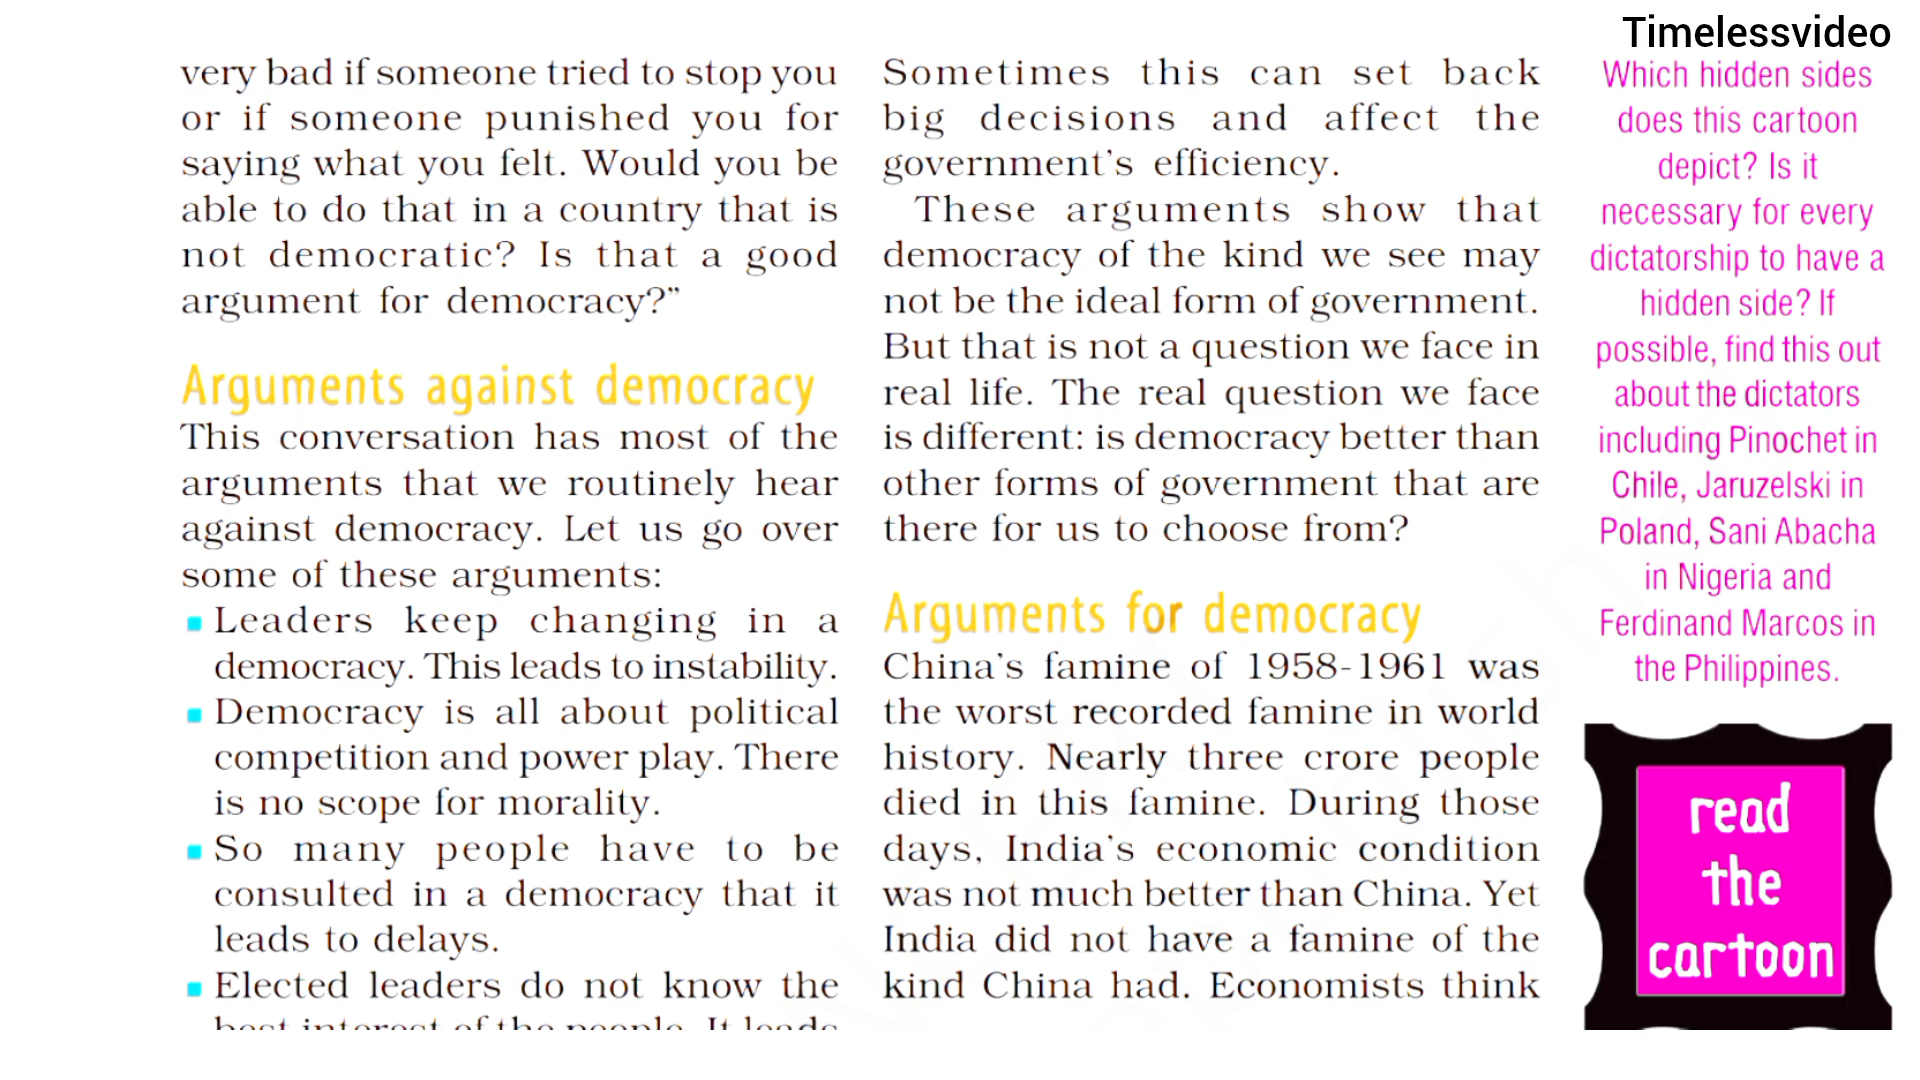 Timelessvideo
very bad if someone tried to stop you
or if someone punished you for
saying what you felt. Would you be
able to do that in a country that is
not democratic? Is that a good
argument for democracy?”
Arguments against democracy
This conversation has most of the
arguments that we routinely hear
against democracy. Let us go over
some of these arguments:
Leaders keep changing in a
democracy. This leads to instability.
Democracy is all about political
competition and power play. There
is no scope for morality.
So many people have to be
consulted in a democracy that it
leads to delays.
Elected leaders do not know the
best interest of the people. It leads
Sometimes this can set back
big decisions and affect the
government’s efficiency.
These arguments show that
democracy of the kind we see may
not be the ideal form of government.
But that is not a question we face in
real life. The real question we face
is different: is democracy better than
other forms of government that are
there for us to choose from?
Arguments for democracy
China’s famine of 1958-1961 was
the worst recorded famine in world
history. Nearly three crore people
died in this famine. During those
days, India’s economic condition
was not much better than China. Yet
India did not have a famine of the
kind China had. Economists think
Which hidden sides
does this cartoon
depict? Is it
necessary for every
dictatorship to have a
hidden side? If
possible, find this out
about the dictators
including Pinochet in
Chile, Jaruzelski in
Poland, Sani Abacha
in Nigeria and
Ferdinand Marcos in
the Philippines.
read
the
cartoon